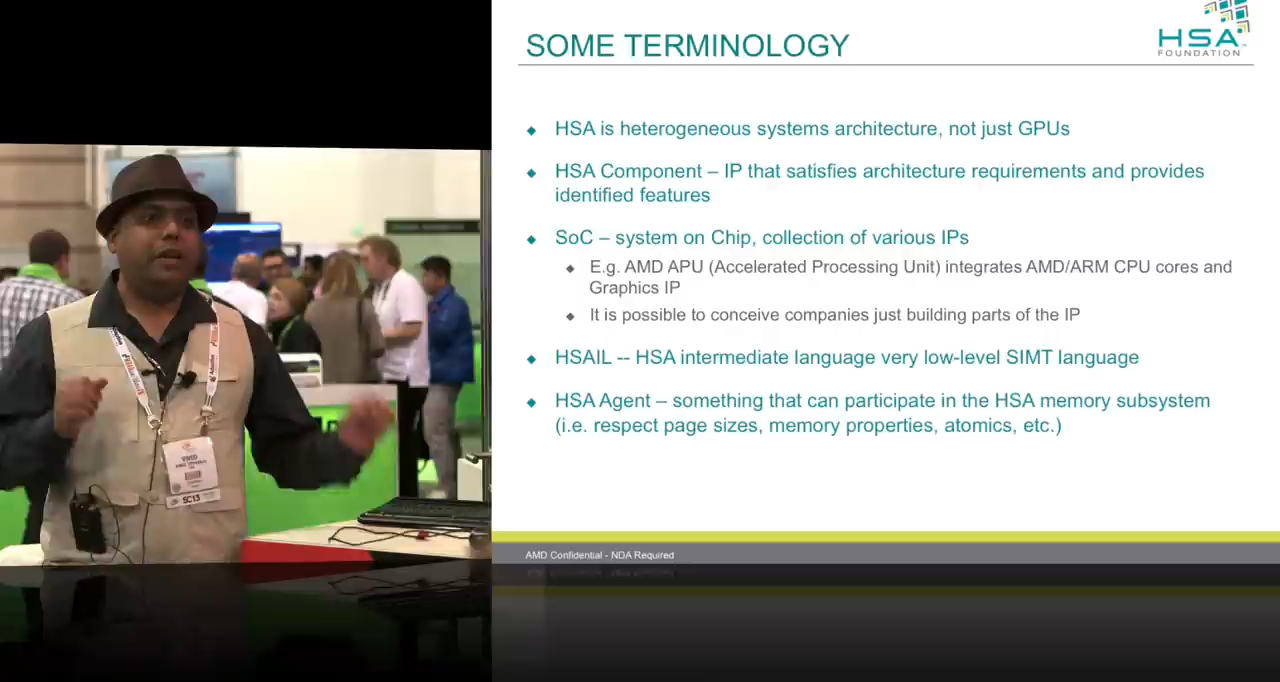 SOME TERMINOLOGY
HSA
FOUNDATION
HSA is heterogeneous systems architecture, not just GPUs
HSA Component – IP that satisfies architecture requirements and provides
identified features
SoC – system on Chip, collection of various IPs
E.g. AMD APU (Accelerated Processing Unit) integrates AMD/ARM CPU cores and
Graphics IP
It is possible to conceive companies just building parts of the IP
HSAIL -- HSA intermediate language very low-level SIMT language
HSA Agent – something that can participate in the HSA memory subsystem
(i.e. respect page sizes, memory properties, atomics, etc.)
AMD Confidential - NDA Required
SC13